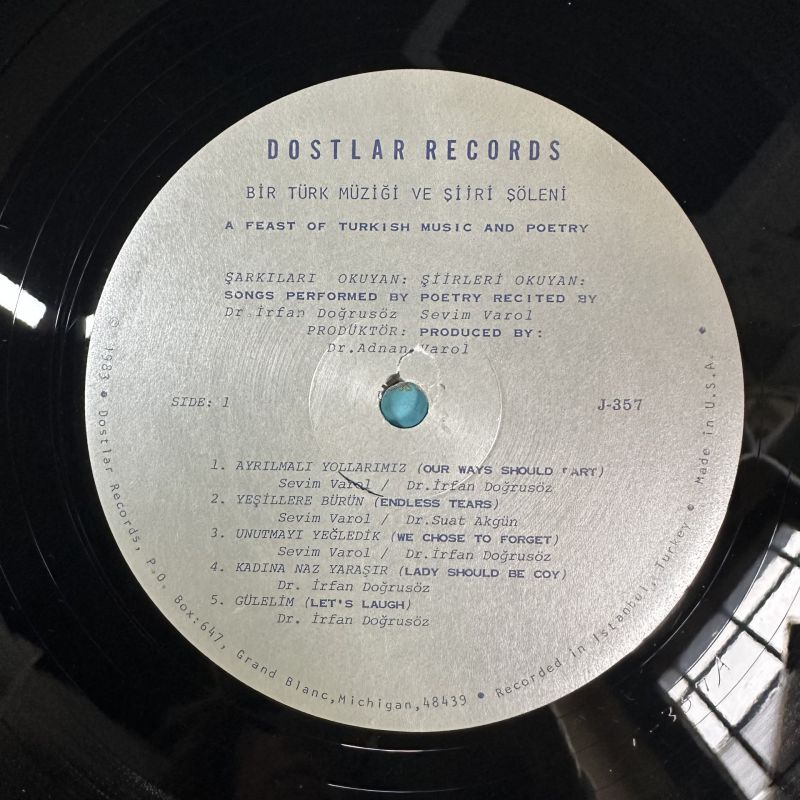 DOSTLAR RECORDS
BİR TÜRK MÜZİĞİ VE ŞİİRİ ŞÖLENİ
A FEAST OF TURKISH MUSIC AND POETRY
ŞARKILARI OKUYAN: ŞİİRLERİ OKUYAN:
SONGS PERFORMED BY POETRY RECITED BY
Dr.İrfan Doğrusöz Sevim Varol
PRODÜKTÖR: PRODUCED BY:
Dr.Adnan Varol
SIDE: 1
J-357
1. AYRILMALI YOLLARIMIZ (OUR WAYS SHOULD PART)
Sevim Varol / Dr.İrfan Doğrusöz
2. YEŞİLLERE BÜRÜN (ENDLESS TEARS)
Sevim Varol / Dr.Suat Akgün
3. UNUTMAYI YEĞLEDİK (WE CHOSE TO FORGET)
Sevim Varol / Dr.İrfan Doğrusöz
4. KADINA NAZ YARAŞIR (LADY SHOULD BE COY)
Dr. İrfan Doğrusöz
5. GÜLELİM (LET'S LAUGH)
Dr. İrfan Doğrusöz
© 1983 • Dostlar Records, P.O. Box:647, Grand Blanc,Michigan,48439 • Recorded in Istanbul, Turkey • Made in U.S.A. •
357A